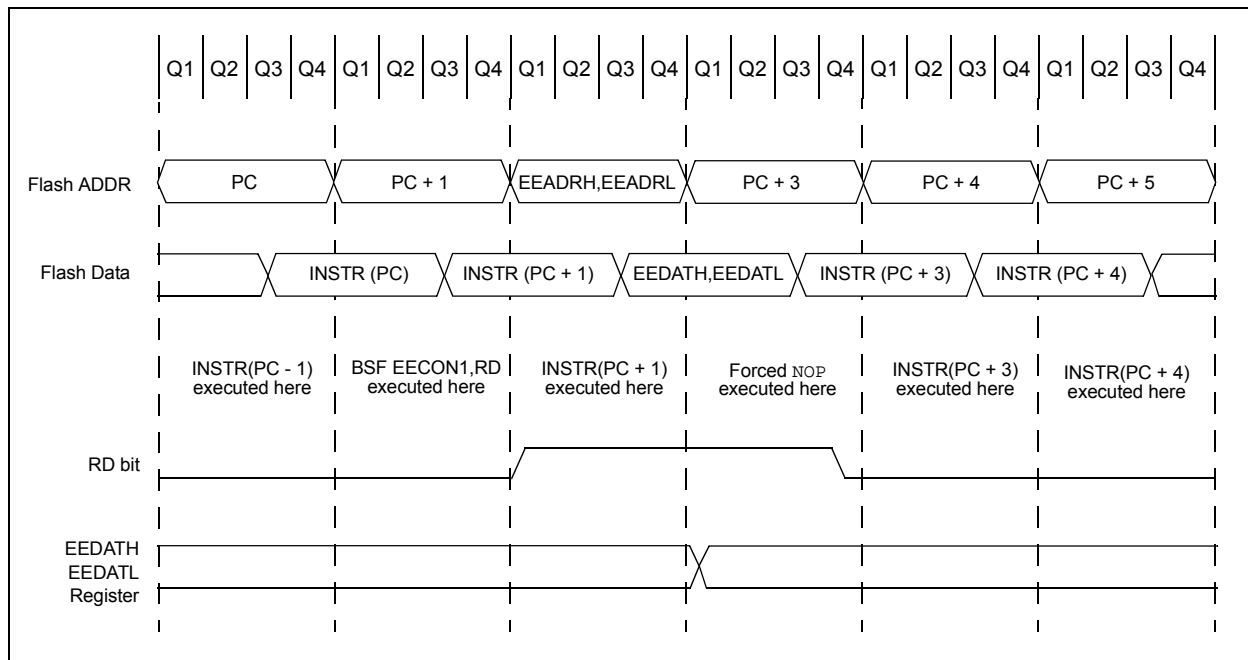 Q1 Q2 Q3 Q4 Q1 Q2 Q3 Q4 Q1 Q2 Q3 Q4 Q1 Q2 Q3 Q4 Q1 Q2 Q3 Q4 Q1 Q2 Q3 Q4
Flash ADDR PC PC + 1 EEADRH,EEADRL PC + 3 PC + 4 PC + 5
Flash Data INSTR (PC) INSTR (PC + 1) EEDATH,EEDATL INSTR (PC + 3) INSTR (PC + 4)
INSTR(PC - 1) BSF EECON1,RD INSTR(PC + 1) Forced NOP INSTR(PC + 3) INSTR(PC + 4)
executed here executed here executed here executed here executed here executed here
RD bit
EEDATH
EEDATL
Register